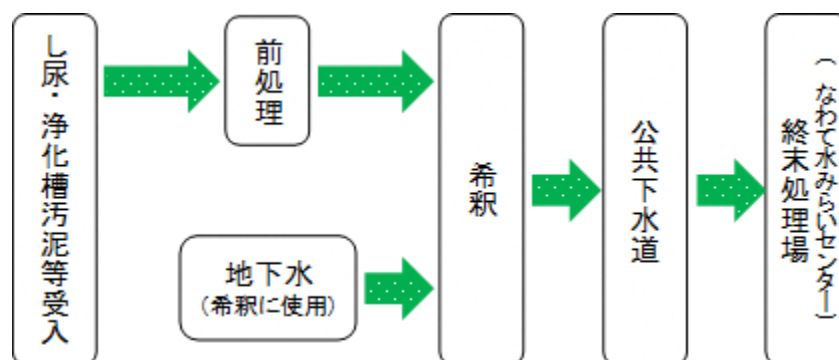 し尿・浄化槽汚泥等受入
前処理
地下水
(希釈に使用)
希釈
公共下水道
終末処理場
(なわて水みらいセンター)